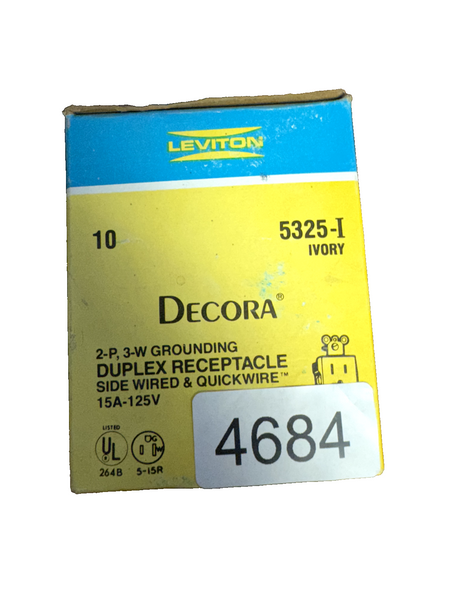 LEVITON
10
5325-I
IVORY
DECORA®
2-P, 3-W GROUNDING
DUPLEX RECEPTACLE
SIDE WIRED & QUICKWIRE™
15A-125V
4684
LISTED
UL
264B
G
W
5-15R